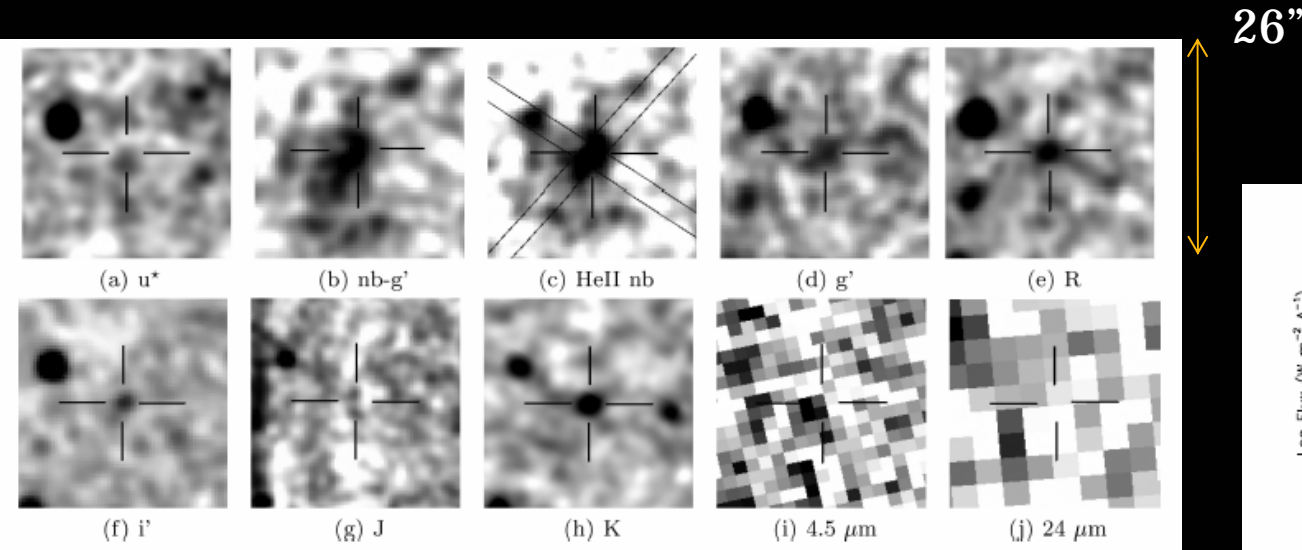 26”
(a) u* (b) nb-g’ (c) HeII nb (d) g’ (e) R
(f) i’ (g) J (h) K (i) 4.5 μm (j) 24 μm